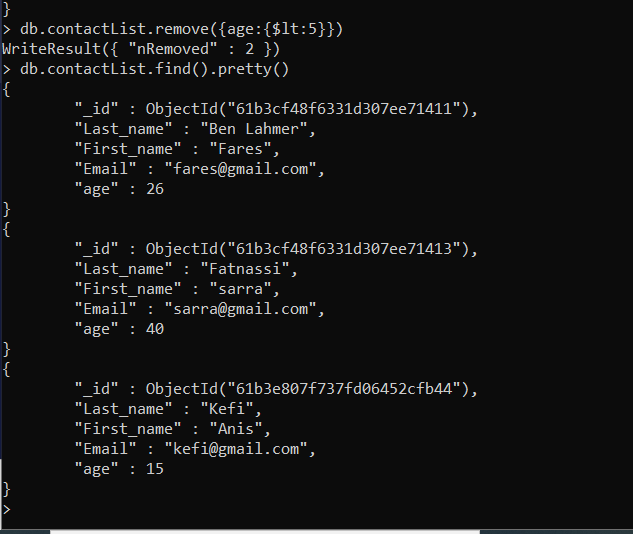 }
> db.contactList.remove({age:{$lt:5}})
WriteResult({ "nRemoved" : 2 })
> db.contactList.find().pretty()
{
        "_id" : ObjectId("61b3cf48f6331d307ee71411"),
        "Last_name" : "Ben Lahmer",
        "First_name" : "Fares",
        "Email" : "fares@gmail.com",
        "age" : 26
}
{
        "_id" : ObjectId("61b3cf48f6331d307ee71413"),
        "Last_name" : "Fatnassi",
        "First_name" : "sarra",
        "Email" : "sarra@gmail.com",
        "age" : 40
}
{
        "_id" : ObjectId("61b3e807f737fd06452cfb44"),
        "Last_name" : "Kefi",
        "First_name" : "Anis",
        "Email" : "kefi@gmail.com",
        "age" : 15
}
>